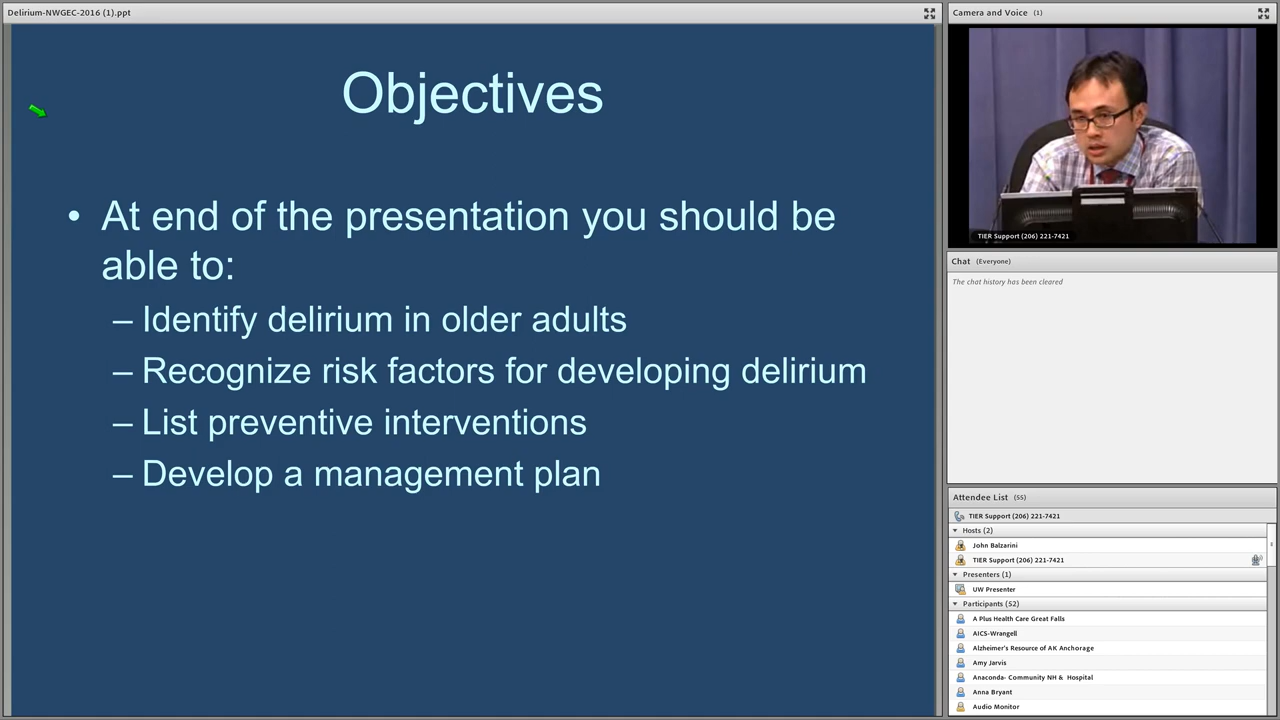 Delirium-NWGEC-2016 (1).ppt
Objectives
• At end of the presentation you should be
able to:
– Identify delirium in older adults
– Recognize risk factors for developing delirium
– List preventive interventions
– Develop a management plan
Camera and Voice (1)
TIER Support (206) 221-7421
Chat (Everyone)
The chat history has been cleared
Attendee List (55)
TIER Support (206) 221-7421
Hosts (2)
John Balzarini
TIER Support (206) 221-7421
Presenters (1)
UW Presenter
Participants (52)
A Plus Health Care Great Falls
AICS-Wrangell
Alzheimer's Resource of AK Anchorage
Amy Jarvis
Anaconda- Community NH & Hospital
Anna Bryant
Audio Monitor